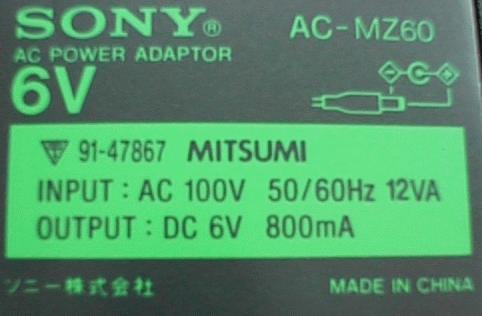 SONY® AC-MZ60
AC POWER ADAPTOR
6V
91-47867 MITSUMI
INPUT : AC 100V 50/60Hz 12VA
OUTPUT : DC 6V 800mA
ソニー株式会社 MADE IN CHINA